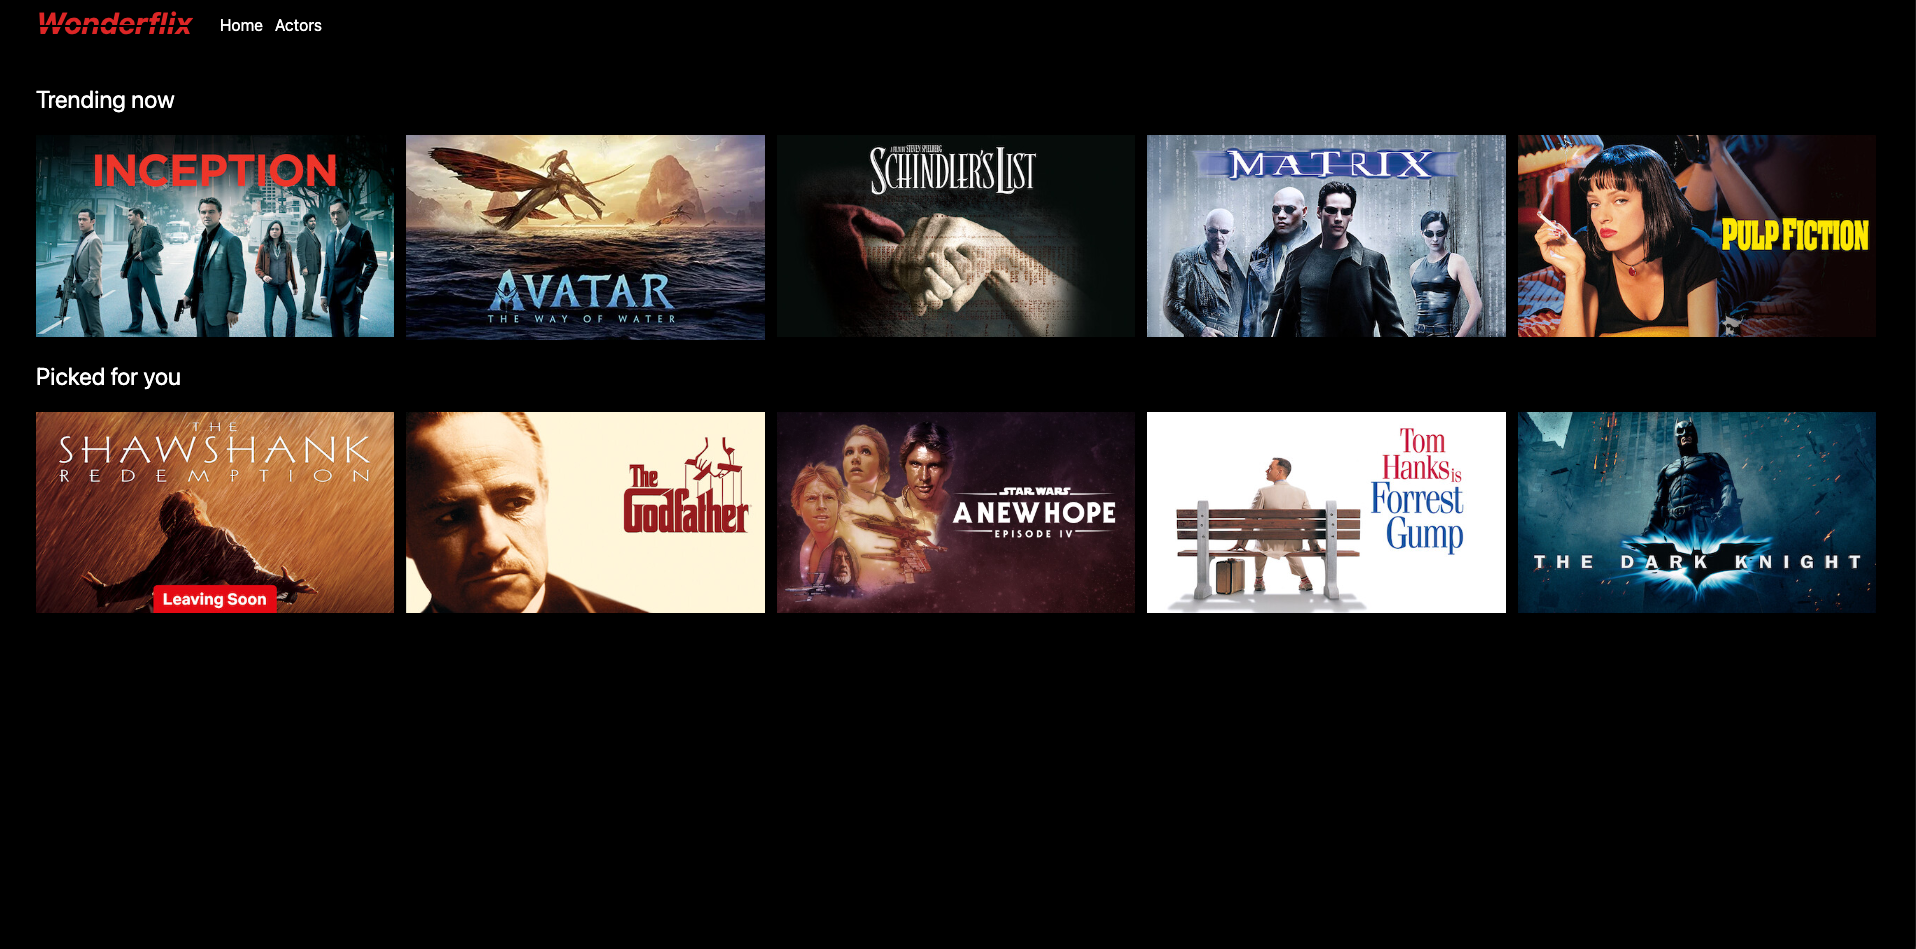 Wonderflix
Home Actors
Trending now
INCEPTION
AVATAR
THE WAY OF WATER
A FILM BY STEVEN SPIELBERG
SCHINDLER'S LIST
MATRIX
PULP FICTION
Picked for you
THE
SHAWSHANK
REDEMPTION
Leaving Soon
The
Godfather
STAR WARS
A NEW HOPE
EPISODE IV
Tom
Hanks is
Forrest
Gump
THE DARK KNIGHT